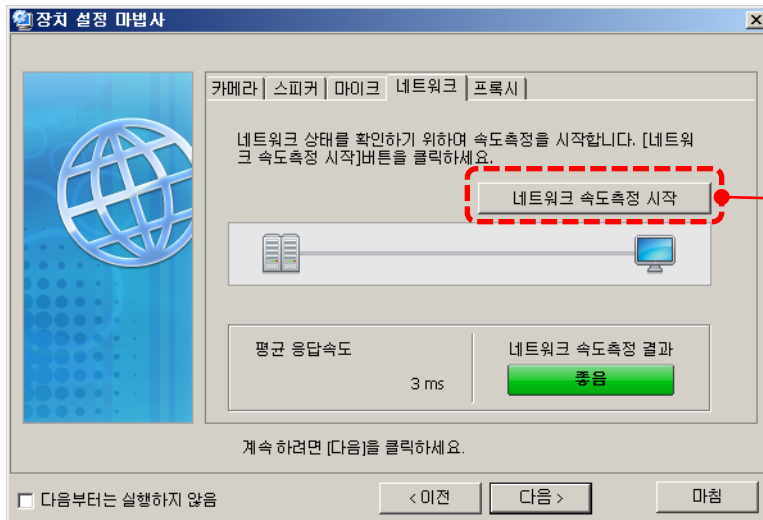 장치 설정 마법사
카메라 스피커 마이크 네트워크 프록시
네트워크 상태를 확인하기 위하며 속도측정을 시작합니다. [네트워
크 속도측정 시작]버튼을 클릭하세요.
네트워크 속도측정 시작
평균 응답속도
3 ms
네트워크 속도측정 결과
좋음
계속 하려면 [다음]을 클릭하세요.
다음부터는 실행하지 않음
< 이전
다음 >
마침